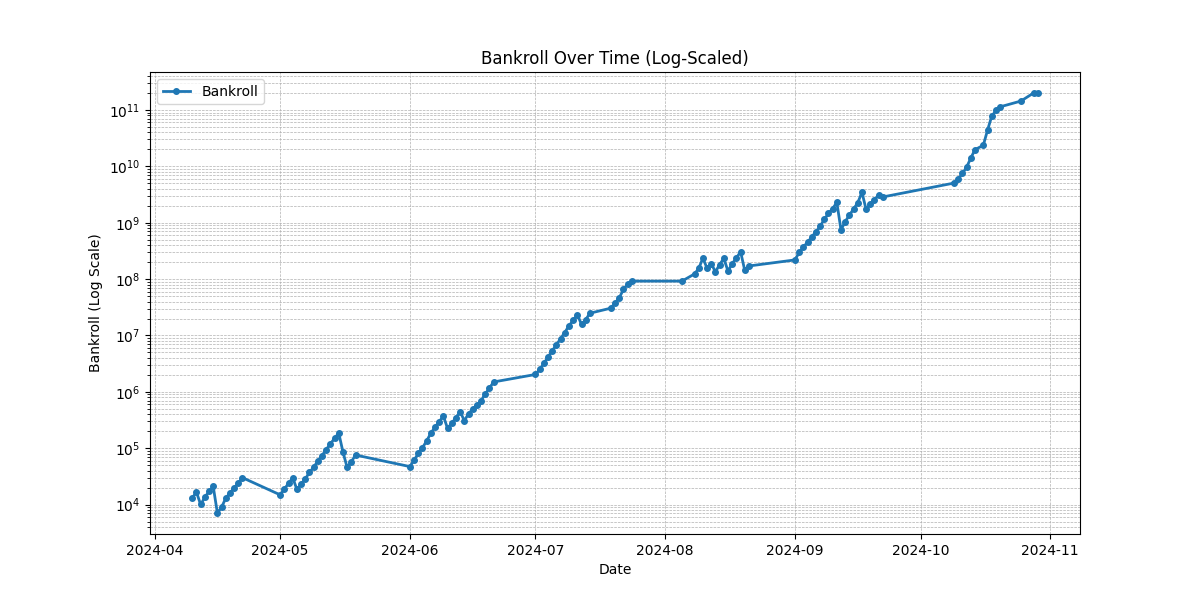 Bankroll Over Time (Log-Scaled)
Bankroll
10¹¹
10¹⁰
10⁹
10⁸
10⁷
10⁶
10⁵
10⁴
Bankroll (Log Scale)
2024-04 2024-05 2024-06 2024-07 2024-08 2024-09 2024-10 2024-11
Date